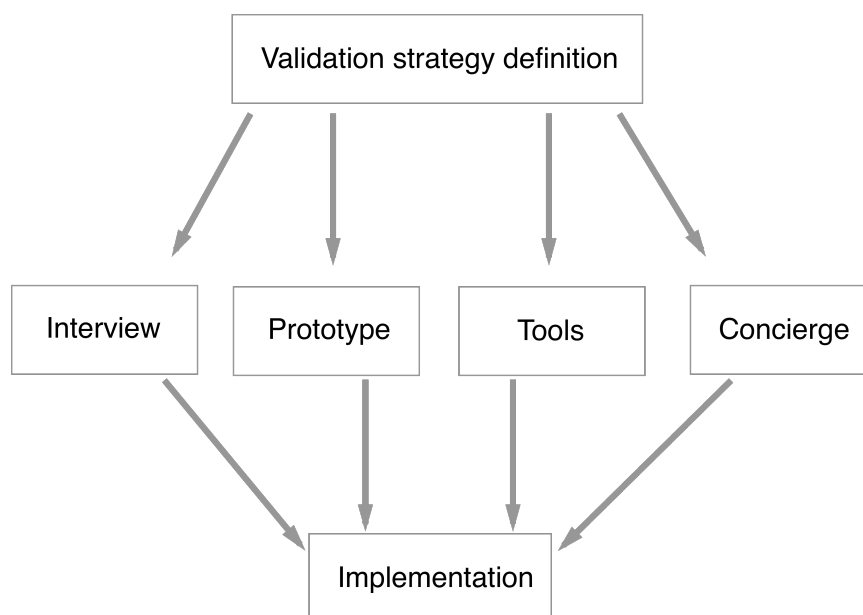 Validation strategy definition
Interview
Prototype
Tools
Concierge
Implementation